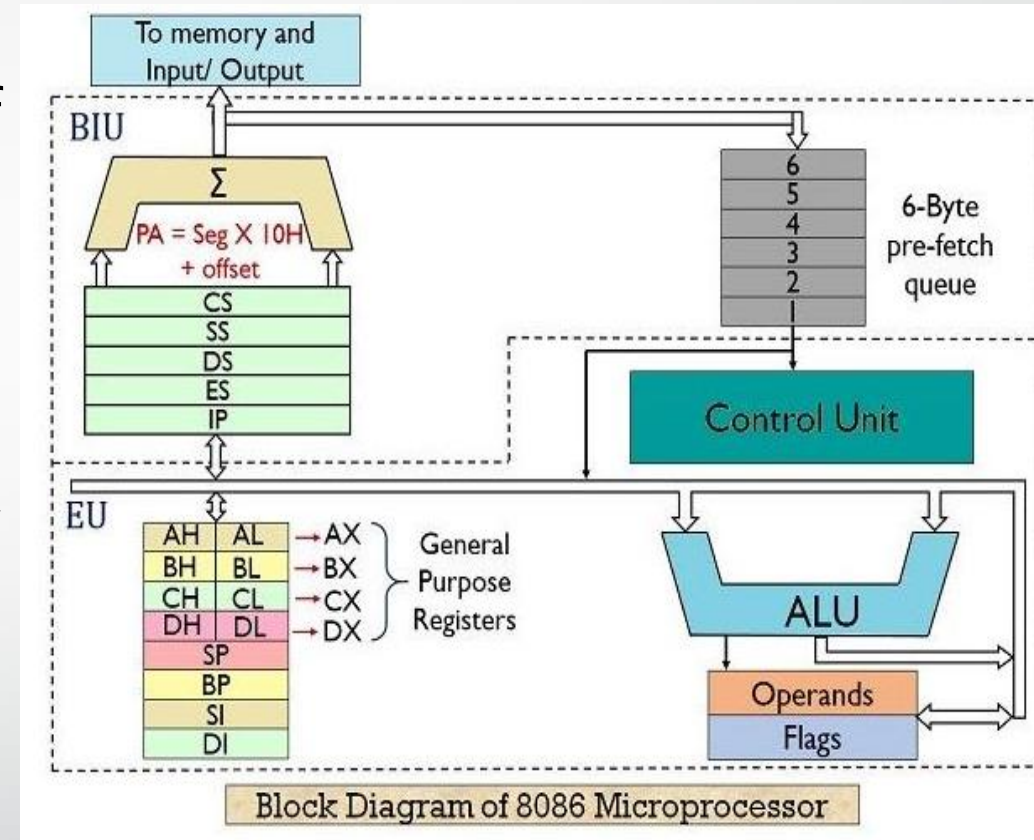 To memory and
Input/ Output
BIU
Σ
PA = Seg X 10H
+ offset
CS
SS
DS
ES
IP
6
5
4
3
2
1
6-Byte
pre-fetch
queue
Control Unit
EU
AH AL → AX
BH BL → BX
CH CL → CX
DH DL → DX
SP
BP
SI
DI
General
Purpose
Registers
ALU
Operands
Flags
Block Diagram of 8086 Microprocessor